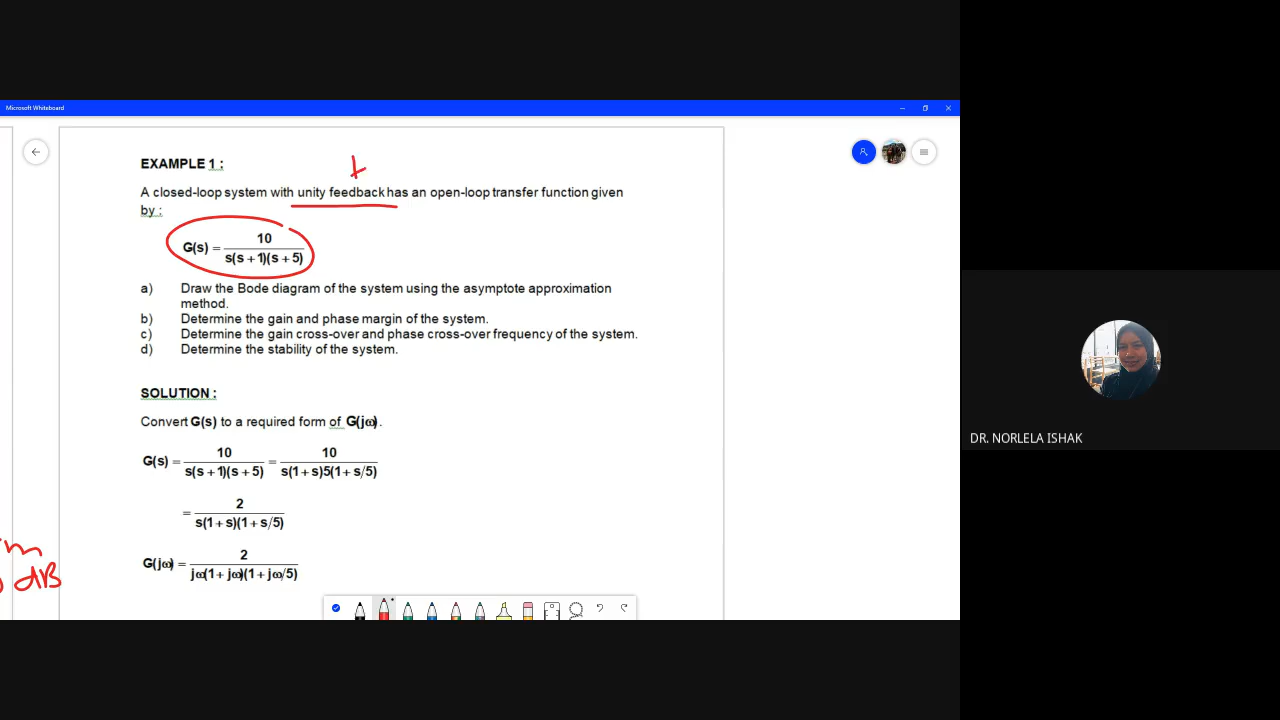 Microsoft Whiteboard
EXAMPLE 1 :
A closed-loop system with unity feedback has an open-loop transfer function given
by :
G(s) = 10 / s(s + 1)(s + 5)
a) Draw the Bode diagram of the system using the asymptote approximation
method.
b) Determine the gain and phase margin of the system.
c) Determine the gain cross-over and phase cross-over frequency of the system.
d) Determine the stability of the system.
SOLUTION :
Convert G(s) to a required form of G(jω).
G(s) = 10 / s(s + 1)(s + 5) = 10 / s(1 + s)5(1 + s/5)
= 2 / s(1 + s)(1 + s/5)
G(jω) = 2 / jω(1 + jω)(1 + jω/5)
dB
DR. NORLELA ISHAK